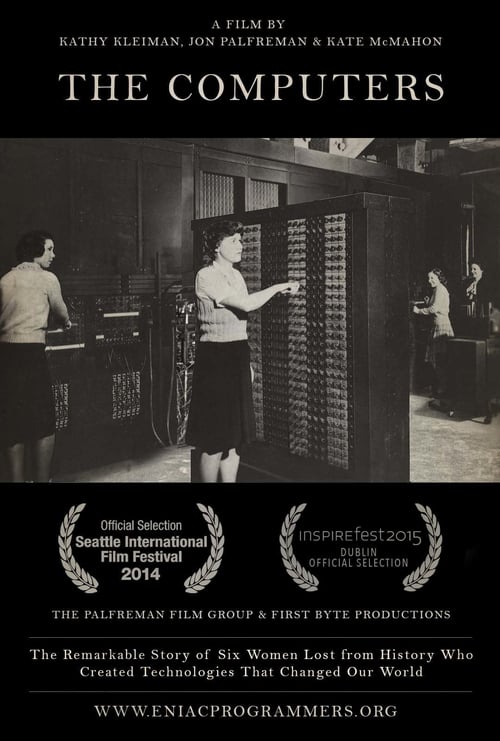 A FILM BY
KATHY KLEIMAN, JON PALFREMAN & KATE McMAHON
THE COMPUTERS
Official Selection
Seattle International
Film Festival
2014
INSPIREfest2015
DUBLIN
OFFICIAL SELECTION
THE PALFREMAN FILM GROUP & FIRST BYTE PRODUCTIONS
The Remarkable Story of Six Women Lost from History Who
Created Technologies That Changed Our World
WWW.ENIACPROGRAMMERS.ORG